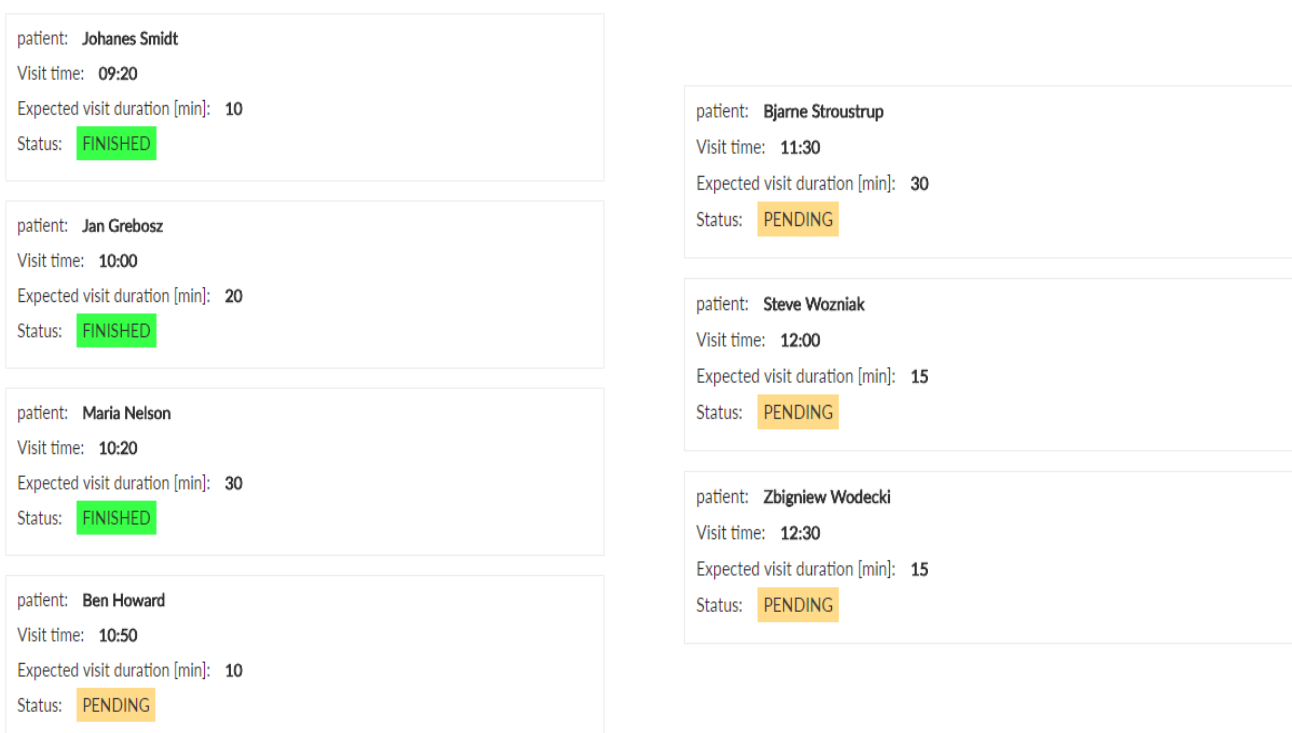 patient: Johanes Smidt
Visit time: 09:20
Expected visit duration [min]: 10
Status: FINISHED
patient: Jan Grebosz
Visit time: 10:00
Expected visit duration [min]: 20
Status: FINISHED
patient: Maria Nelson
Visit time: 10:20
Expected visit duration [min]: 30
Status: FINISHED
patient: Ben Howard
Visit time: 10:50
Expected visit duration [min]: 10
Status: PENDING
patient: Bjarne Stroustrup
Visit time: 11:30
Expected visit duration [min]: 30
Status: PENDING
patient: Steve Wozniak
Visit time: 12:00
Expected visit duration [min]: 15
Status: PENDING
patient: Zbigniew Wodecki
Visit time: 12:30
Expected visit duration [min]: 15
Status: PENDING